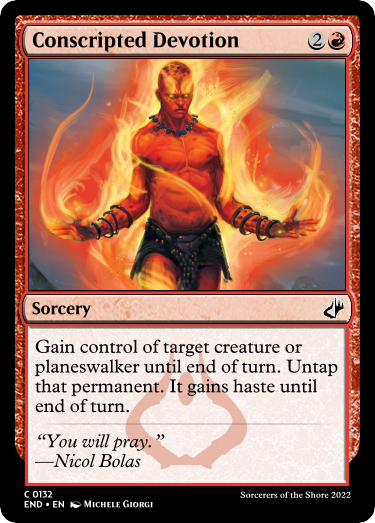 Conscripted Devotion 2
Sorcery
Gain control of target creature or
planeswalker until end of turn. Untap
that permanent. It gains haste until
end of turn.
“You will pray.”
—Nicol Bolas
C 0132
END • EN Michele Giorgi
Sorcerers of the Shore 2022